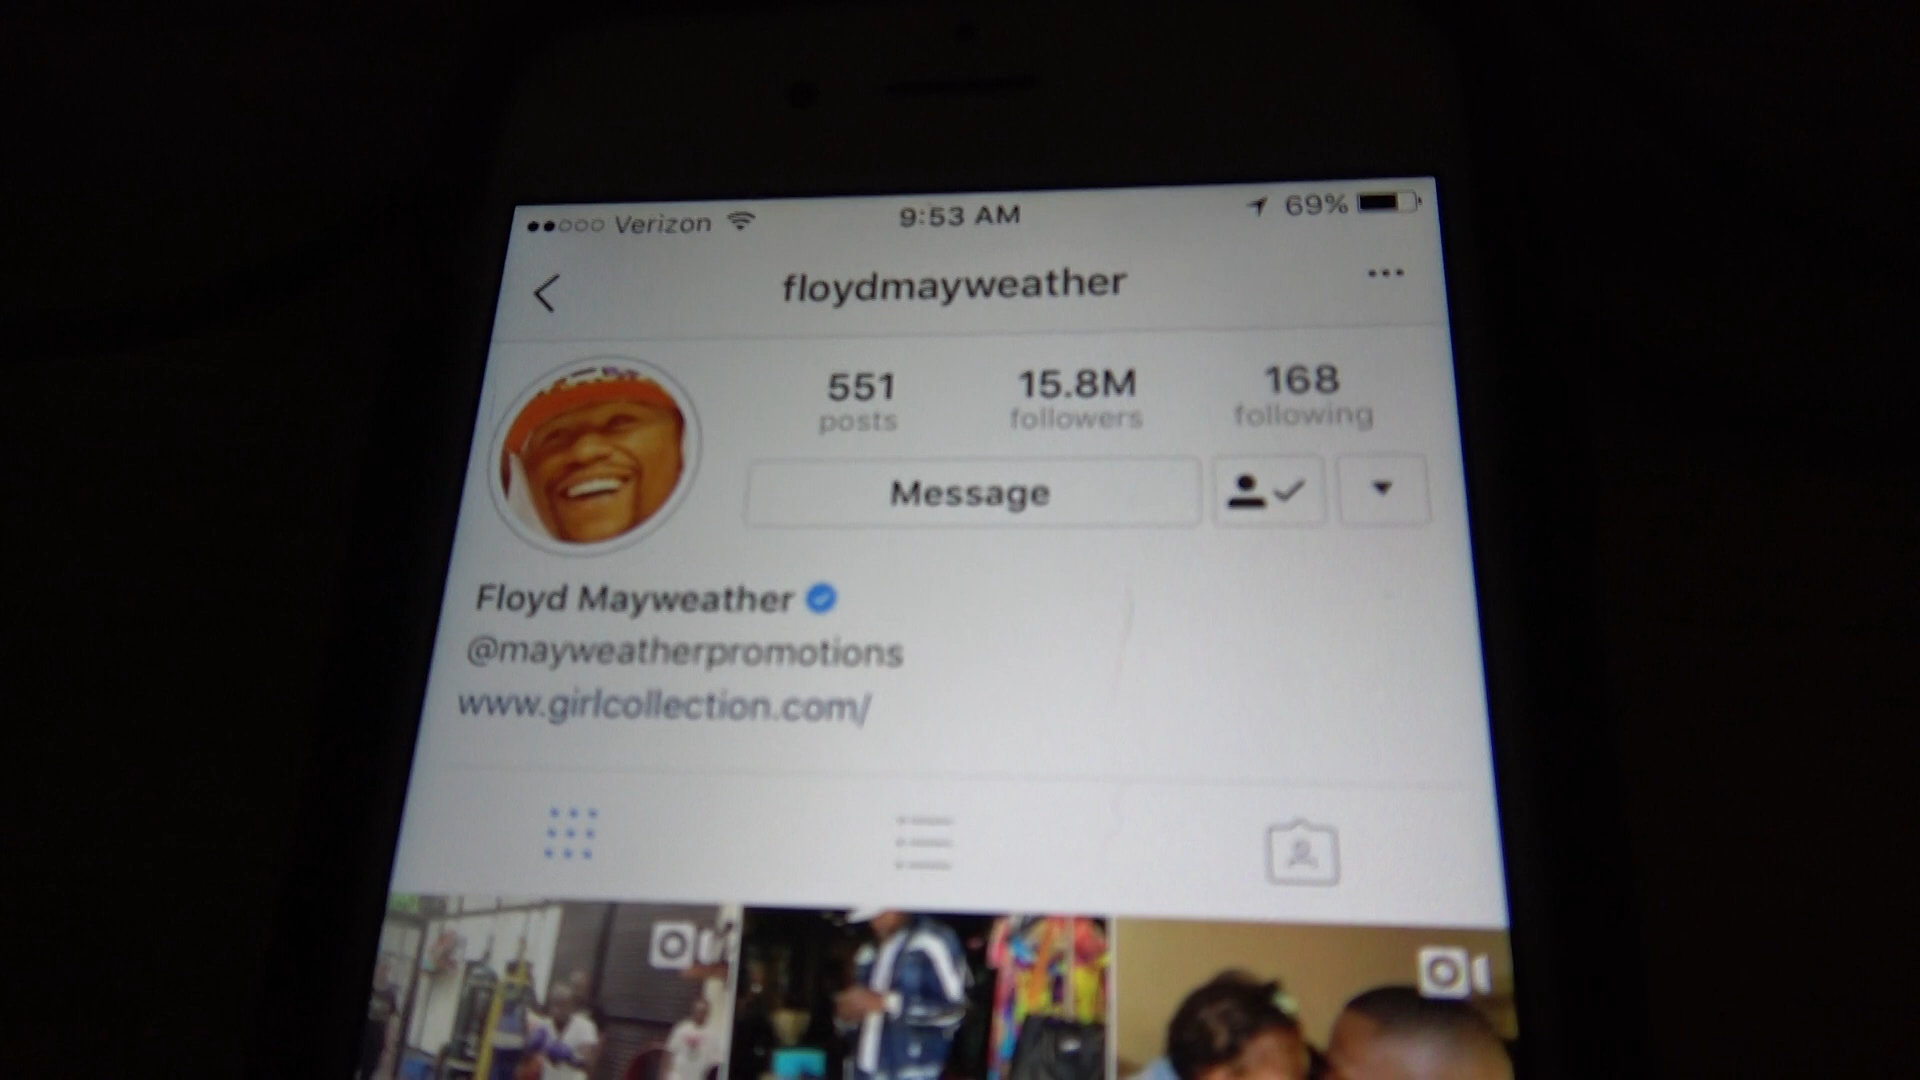 Verizon 9:53 AM 69%
floydmayweather
551 15.8M 168
posts followers following
Message
Floyd Mayweather
@mayweatherpromotions
www.girlcollection.com/